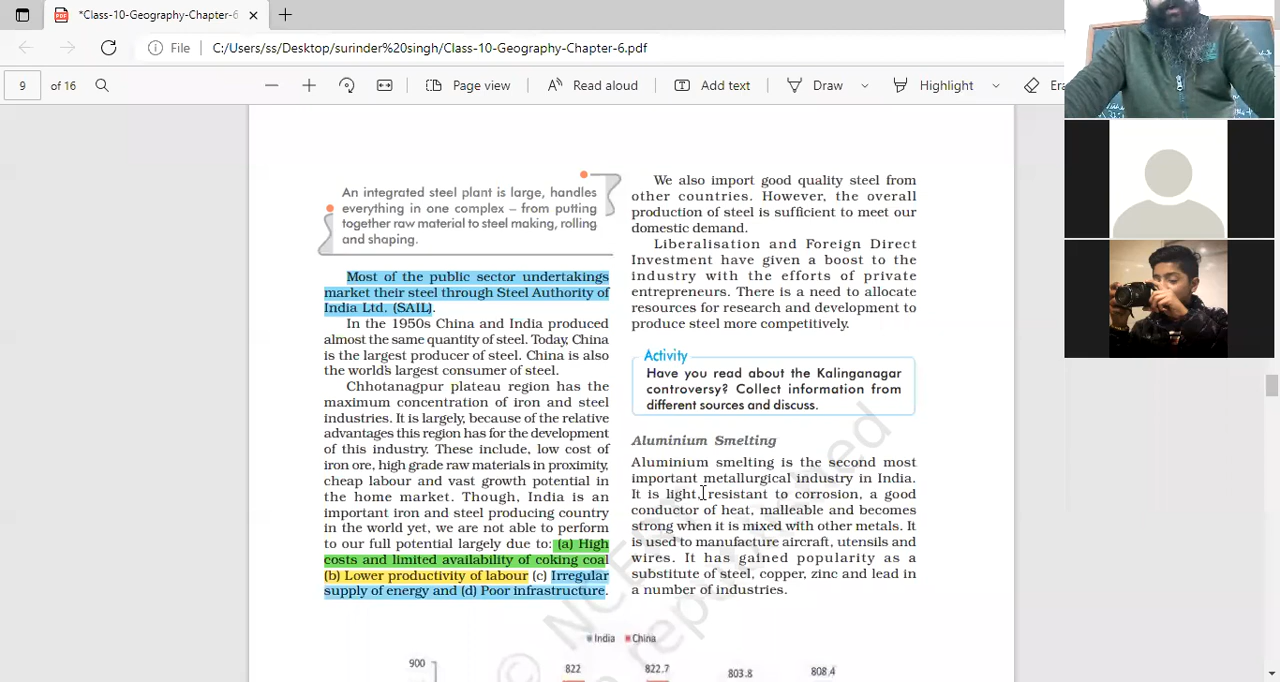 *Class-10-Geography-Chapter-6
File
C:/Users/ss/Desktop/surinder%20singh/Class-10-Geography-Chapter-6.pdf
9 of 16
Page view
Read aloud
Add text
Draw
Highlight
Era
An integrated steel plant is large, handles
everything in one complex – from putting
together raw material to steel making, rolling
and shaping.
Most of the public sector undertakings
market their steel through Steel Authority of
India Ltd. (SAIL).
In the 1950s China and India produced
almost the same quantity of steel. Today, China
is the largest producer of steel. China is also
the world's largest consumer of steel.
Chhotanagpur plateau region has the
maximum concentration of iron and steel
industries. It is largely, because of the relative
advantages this region has for the development
of this industry. These include, low cost of
iron ore, high grade raw materials in proximity,
cheap labour and vast growth potential in
the home market. Though, India is an
important iron and steel producing country
in the world yet, we are not able to perform
to our full potential largely due to: (a) High
costs and limited availability of coking coal
(b) Lower productivity of labour (c) Irregular
supply of energy and (d) Poor infrastructure.
We also import good quality steel from
other countries. However, the overall
production of steel is sufficient to meet our
domestic demand.
Liberalisation and Foreign Direct
Investment have given a boost to the
industry with the efforts of private
entrepreneurs. There is a need to allocate
resources for research and development to
produce steel more competitively.
Activity
Have you read about the Kalinganagar
controversy? Collect information from
different sources and discuss.
Aluminium Smelting
Aluminium smelting is the second most
important metallurgical industry in India.
It is light, resistant to corrosion, a good
conductor of heat, malleable and becomes
strong when it is mixed with other metals. It
is used to manufacture aircraft, utensils and
wires. It has gained popularity as a
substitute of steel, copper, zinc and lead in
a number of industries.
India China
900
822
822.7
803.8
808.4